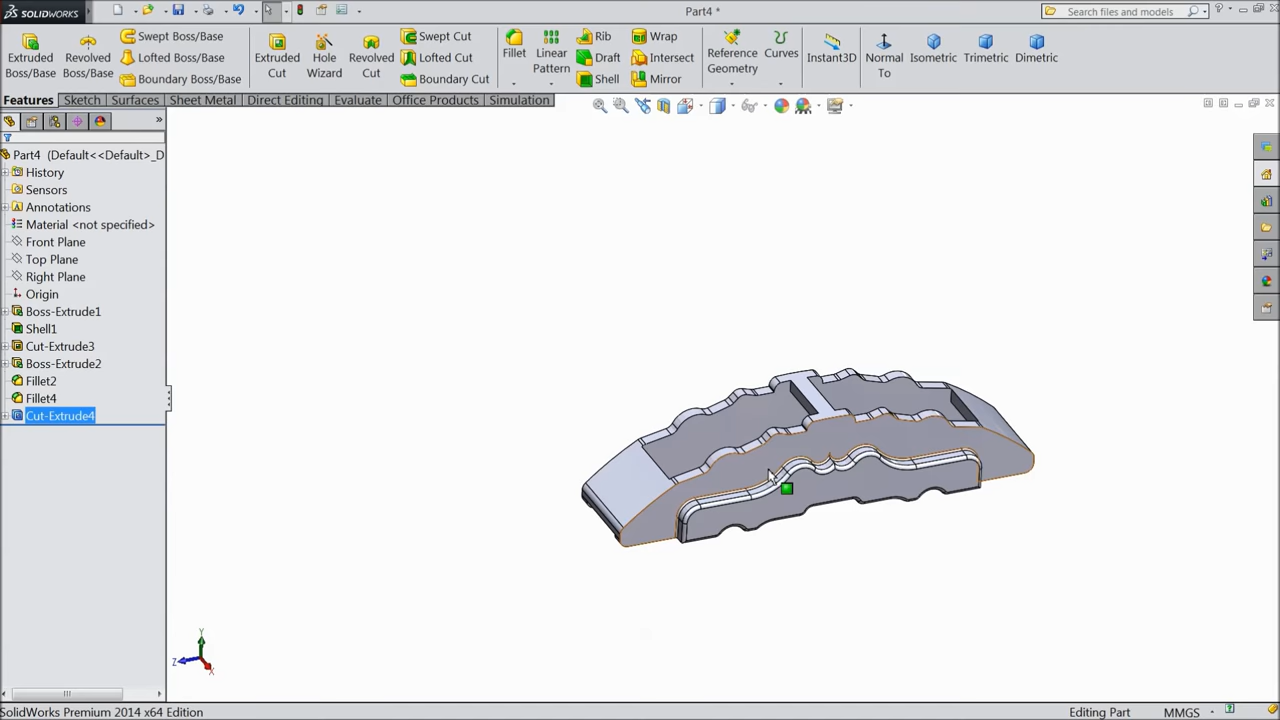 SOLIDWORKS
Part4 *
Search files and models
Extruded Boss/Base
Revolved Boss/Base
Swept Boss/Base
Lofted Boss/Base
Boundary Boss/Base
Extruded Cut
Hole Wizard
Revolved Cut
Swept Cut
Lofted Cut
Boundary Cut
Fillet
Linear Pattern
Rib
Draft
Shell
Wrap
Intersect
Mirror
Reference Geometry
Curves
Instant3D
Normal To
Isometric
Trimetric
Dimetric
Features
Sketch
Surfaces
Sheet Metal
Direct Editing
Evaluate
Office Products
Simulation
Part4 (Default<<Default>_D
History
Sensors
Annotations
Material <not specified>
Front Plane
Top Plane
Right Plane
Origin
Boss-Extrude1
Shell1
Cut-Extrude3
Boss-Extrude2
Fillet2
Fillet4
Cut-Extrude4
Y
Z
X
SolidWorks Premium 2014 x64 Edition
Editing Part
MMGS